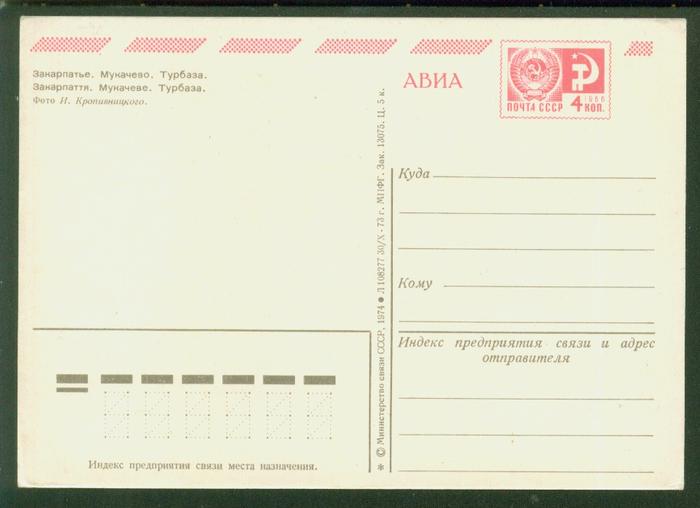 Закарпатье. Мукачево. Турбаза.
Закарпаття. Мукачеве. Турбаза.
Фото И. Кропивницкого.
АВИА
ПОЧТА СССР
1966
4 КОП.
Куда
Кому
Индекс предприятия связи и адрес
отправителя
Индекс предприятия связи места назначения.
* © Министерство связи СССР, 1974 ● Л 108277 30/X - 73 г. МПФГ. Зак. 13075. Ц. 5 к.